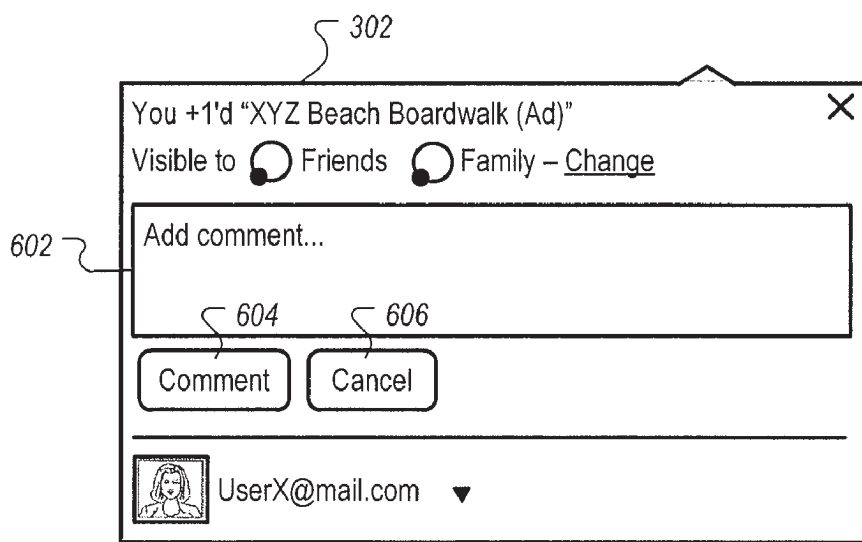 302
You +1'd “XYZ Beach Boardwalk (Ad)”
Visible to Friends Family – Change
602
Add comment...
604 606
Comment Cancel
UserX@mail.com